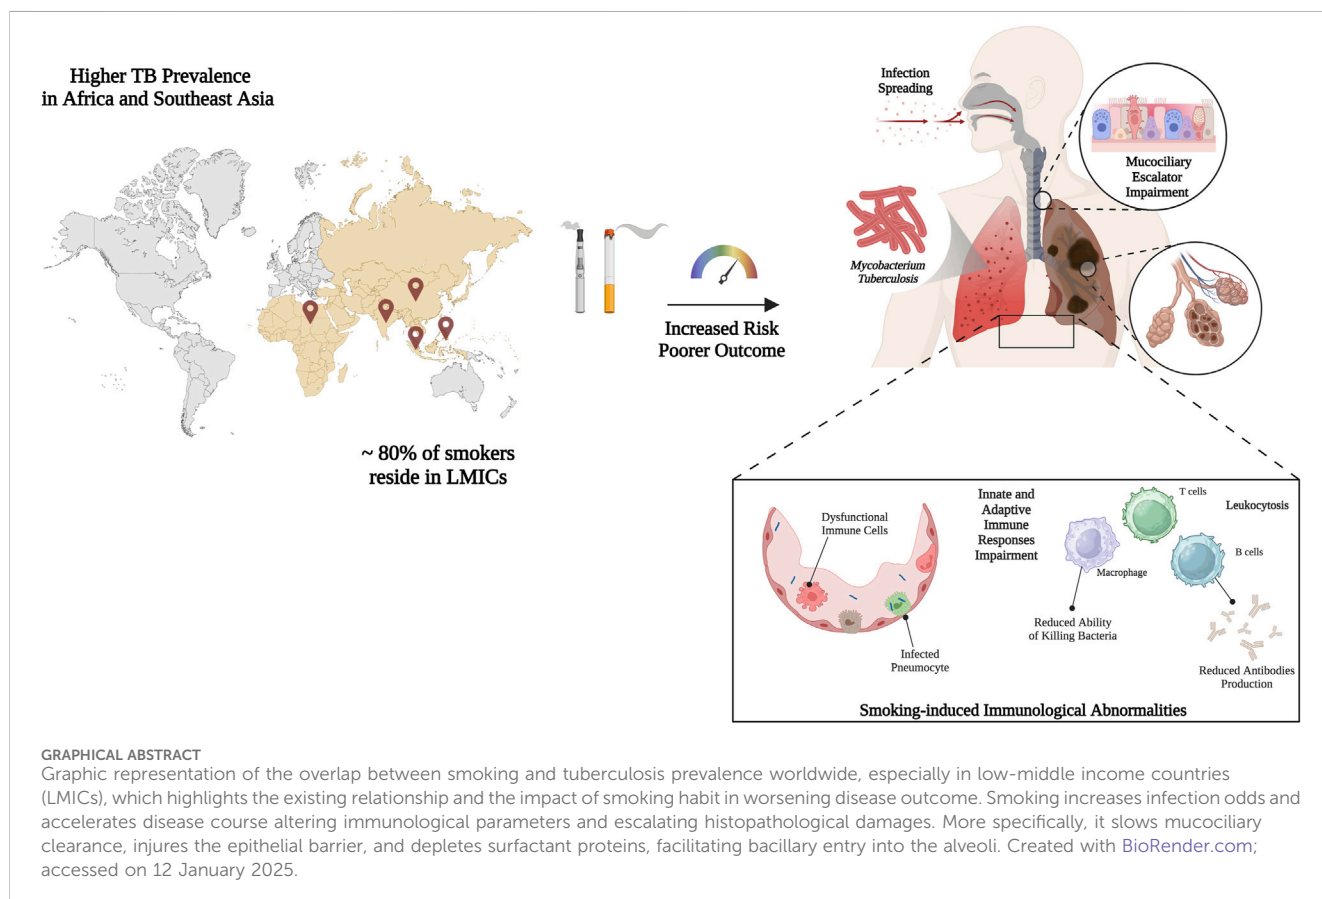 Higher TB Prevalence
in Africa and Southeast Asia
~ 80% of smokers
reside in LMICs
Increased Risk
Poorer Outcome
Infection
Spreading
Mucociliary
Escalator
Impairment
Mycobacterium
Tuberculosis
Dysfunctional
Immune Cells
Infected
Pneumocyte
Innate and
Adaptive
Immune
Responses
Impairment
T cells
Leukocytosis
B cells
Macrophage
Reduced Ability
of Killing Bacteria
Reduced Antibodies
Production
Smoking-induced Immunological Abnormalities
GRAPHICAL ABSTRACT
Graphic representation of the overlap between smoking and tuberculosis prevalence worldwide, especially in low-middle income countries
(LMICs), which highlights the existing relationship and the impact of smoking habit in worsening disease outcome. Smoking increases infection odds and
accelerates disease course altering immunological parameters and escalating histopathological damages. More specifically, it slows mucociliary
clearance, injures the epithelial barrier, and depletes surfactant proteins, facilitating bacillary entry into the alveoli. Created with BioRender.com;
accessed on 12 January 2025.